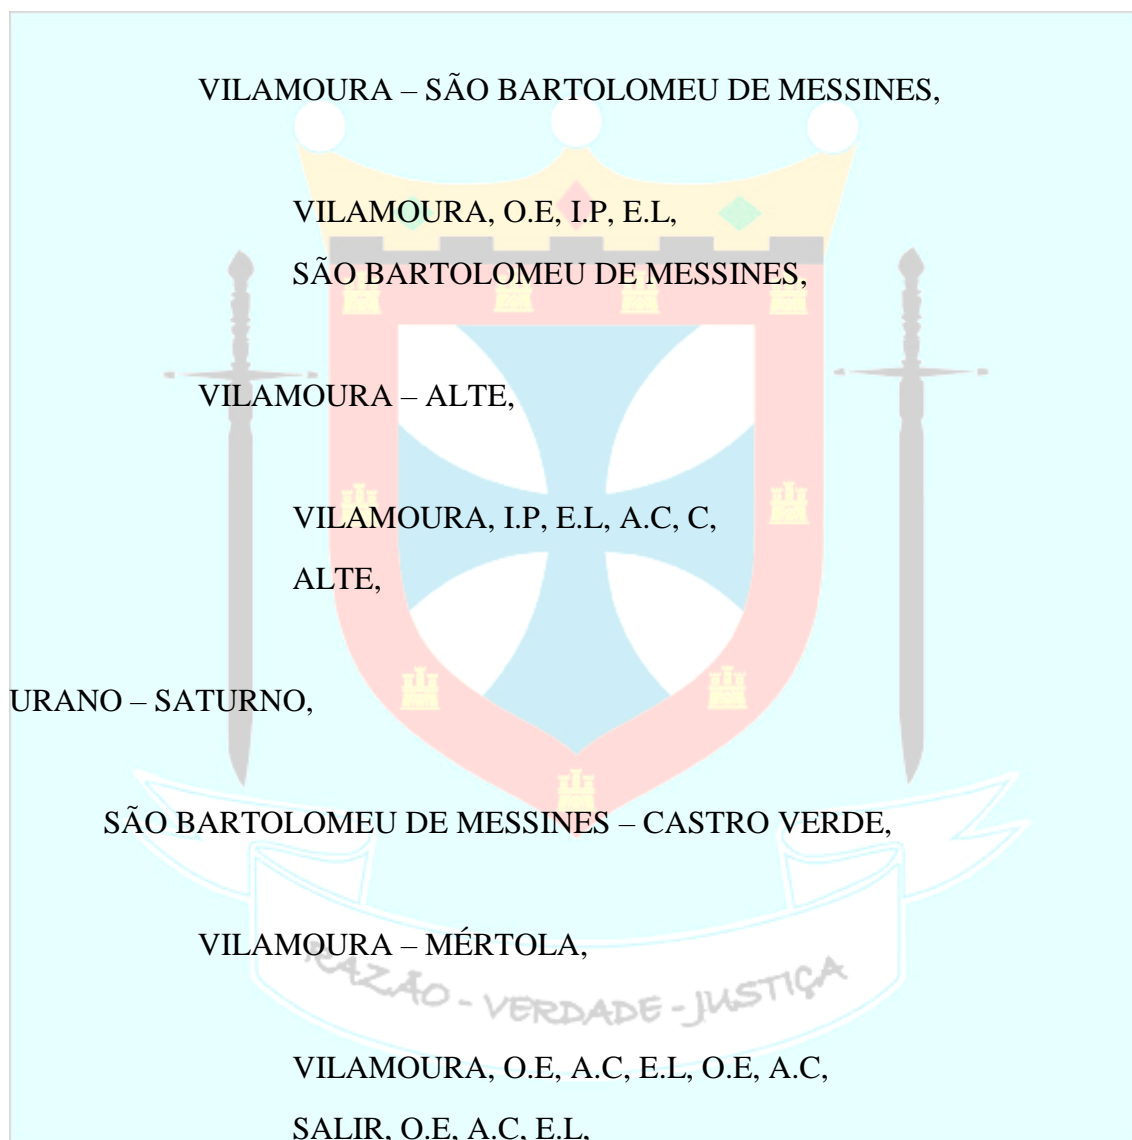 VILAMOURA – SÃO BARTOLOMEU DE MESSINES,
VILAMOURA, O.E, I.P, E.L,
SÃO BARTOLOMEU DE MESSINES,
VILAMOURA – ALTE,
VILAMOURA, I.P, E.L, A.C, C,
ALTE,
URANO – SATURNO,
SÃO BARTOLOMEU DE MESSINES – CASTRO VERDE,
VILAMOURA – MÉRTOLA,
RAZÃO - VERDADE - JUSTIÇA
VILAMOURA, O.E, A.C, E.L, O.E, A.C,
SALIR, O.E, A.C, E.L,